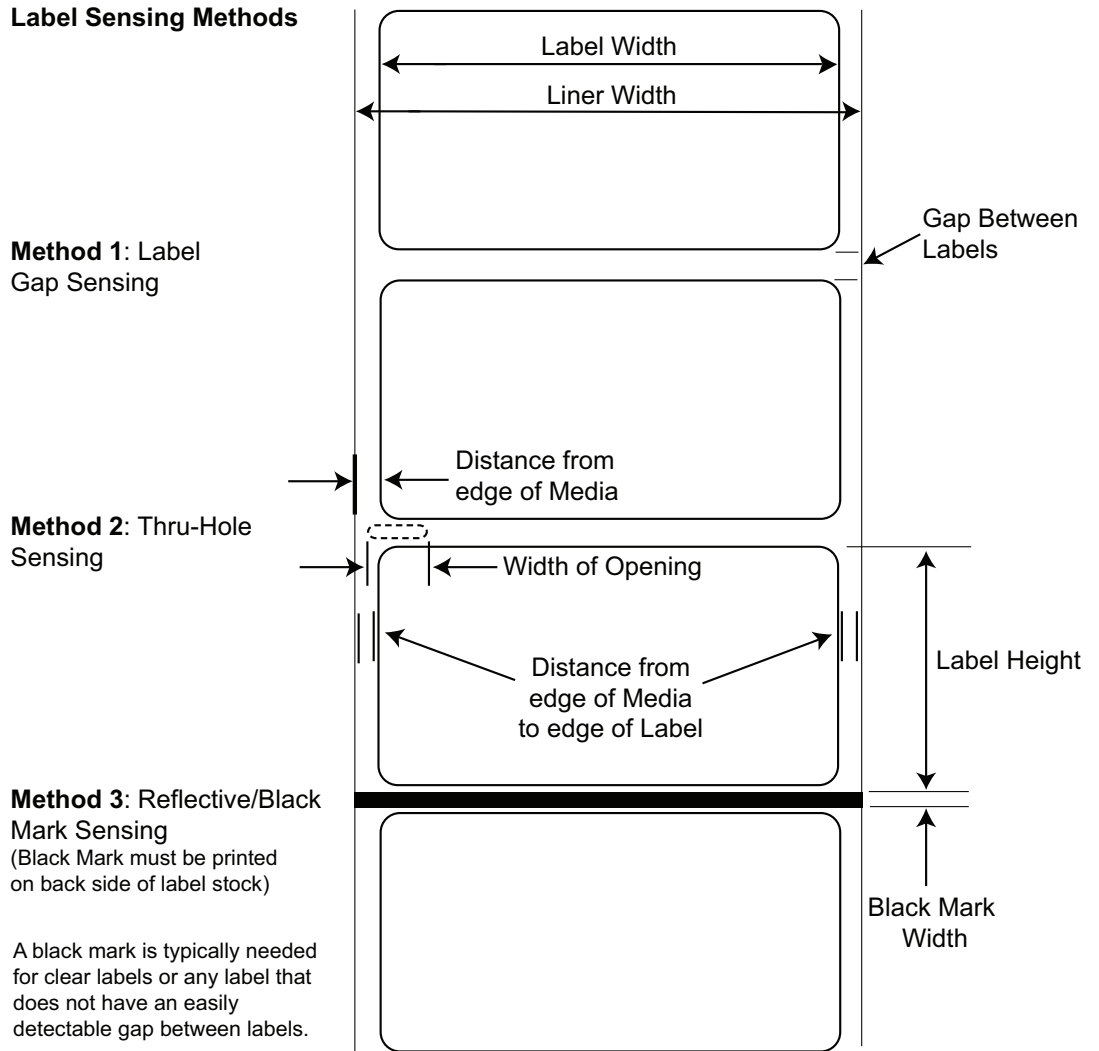 Label Sensing Methods
Label Width
Liner Width
Gap Between
Labels
Method 1: Label
Gap Sensing
Distance from
edge of Media
Method 2: Thru-Hole
Sensing
Width of Opening
Distance from
edge of Media
to edge of Label
Label Height
Method 3: Reflective/Black
Mark Sensing
(Black Mark must be printed
on back side of label stock)
Black Mark
Width
A black mark is typically needed
for clear labels or any label that
does not have an easily
detectable gap between labels.